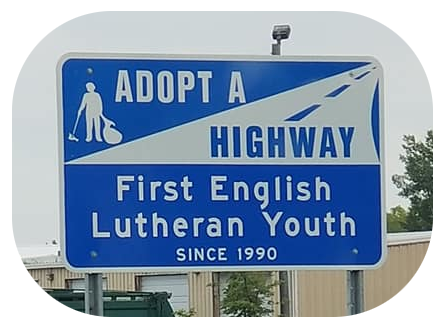 ADOPT A
HIGHWAY
First English
Lutheran Youth
SINCE 1990